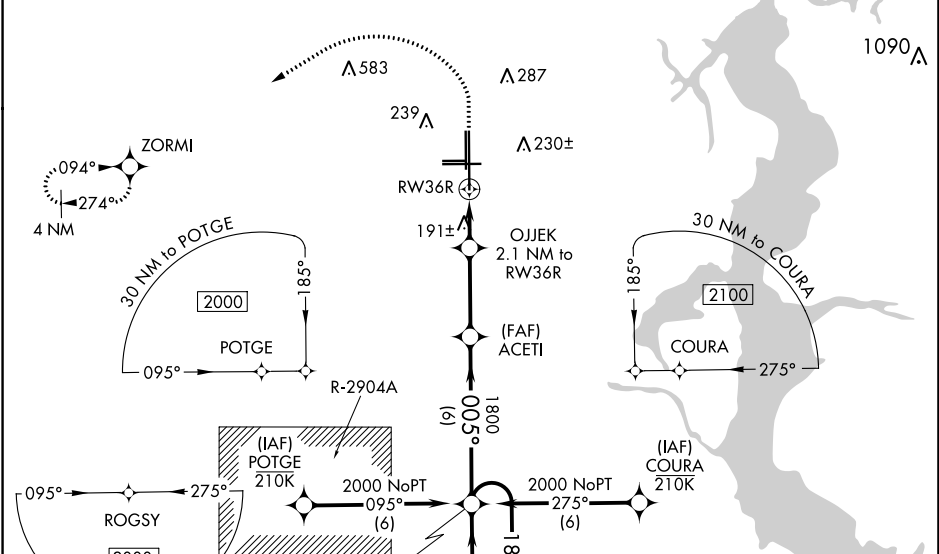 1090
583
287
239
230±
ZORMI
094°
274°
4 NM
RW36R
191±
OJJEK
2.1 NM to
RW36R
30 NM to POTGE
185°
2000
POTGE
095°
30 NM to COURA
185°
2100
COURA
275°
(FAF)
ACETI
R-2904A
1800
005°
(6)
(IAF)
POTGE
210K
2000 NoPT
095°
(6)
2000 NoPT
275°
(6)
(IAF)
COURA
210K
095°
275°
ROGSY
18